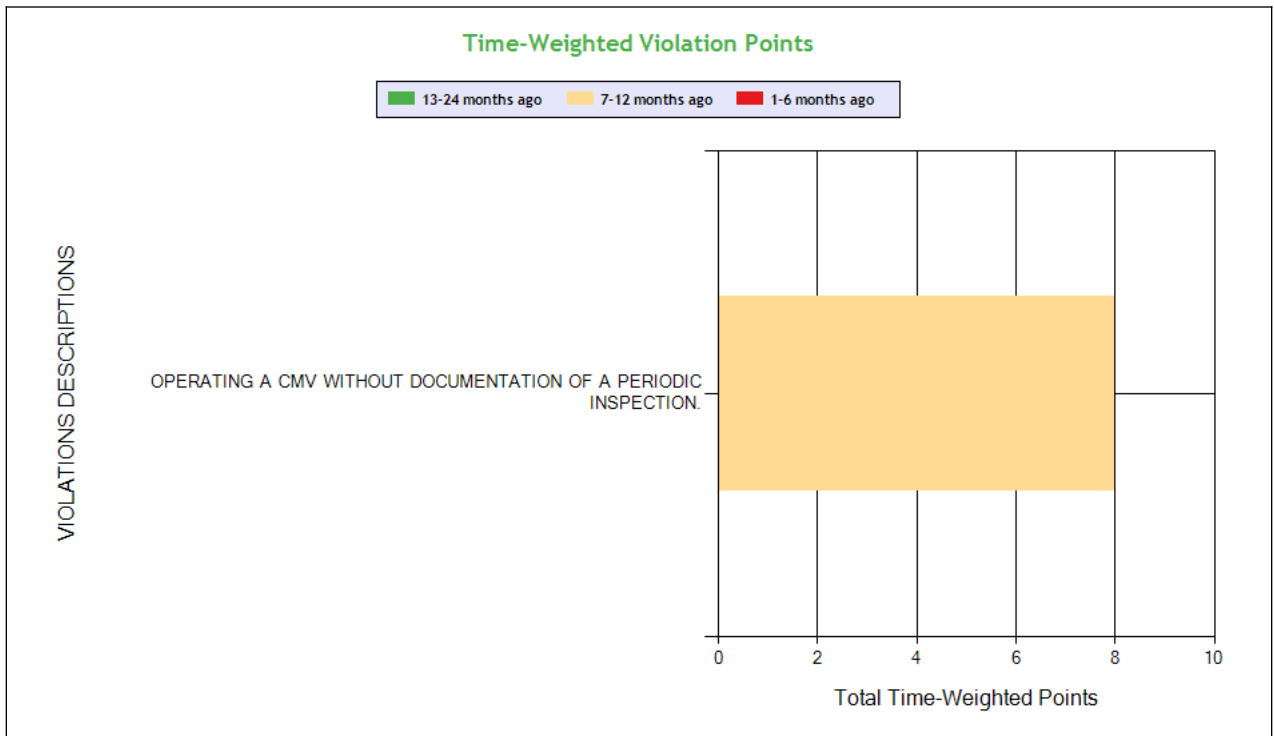 Time-Weighted Violation Points
13-24 months ago 7-12 months ago 1-6 months ago
VIOLATIONS DESCRIPTIONS
OPERATING A CMV WITHOUT DOCUMENTATION OF A PERIODIC
INSPECTION.
0 2 4 6 8 10
Total Time-Weighted Points